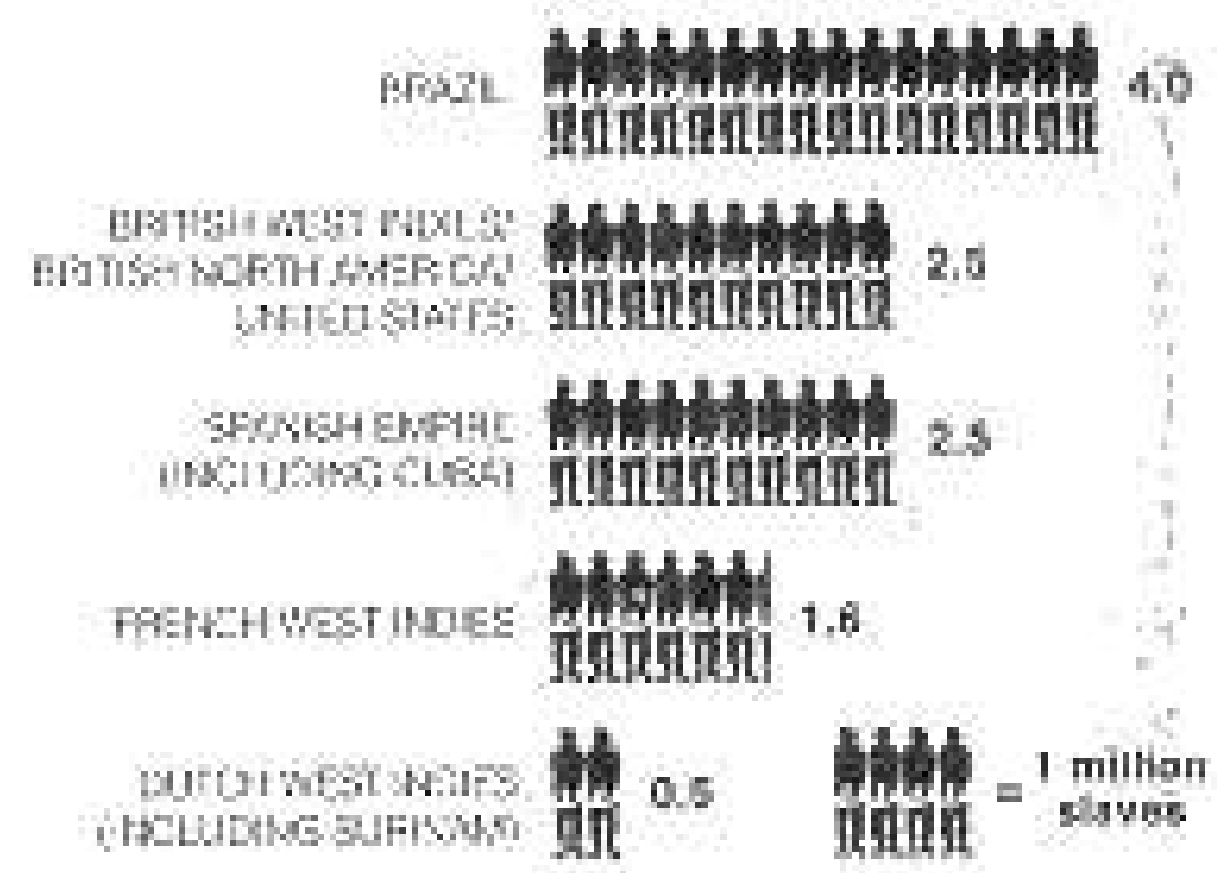 BRAZIL
4.0
BRITISH WEST INDIES/
BRITISH NORTH AMERICA/
UNITED STATES
2.5
SPANISH EMPIRE
(INCLUDING CUBA)
2.5
FRENCH WEST INDIES
1.6
DUTCH WEST INDIES
(INCLUDING SURINAM)
0.5
= 1 million
slaves